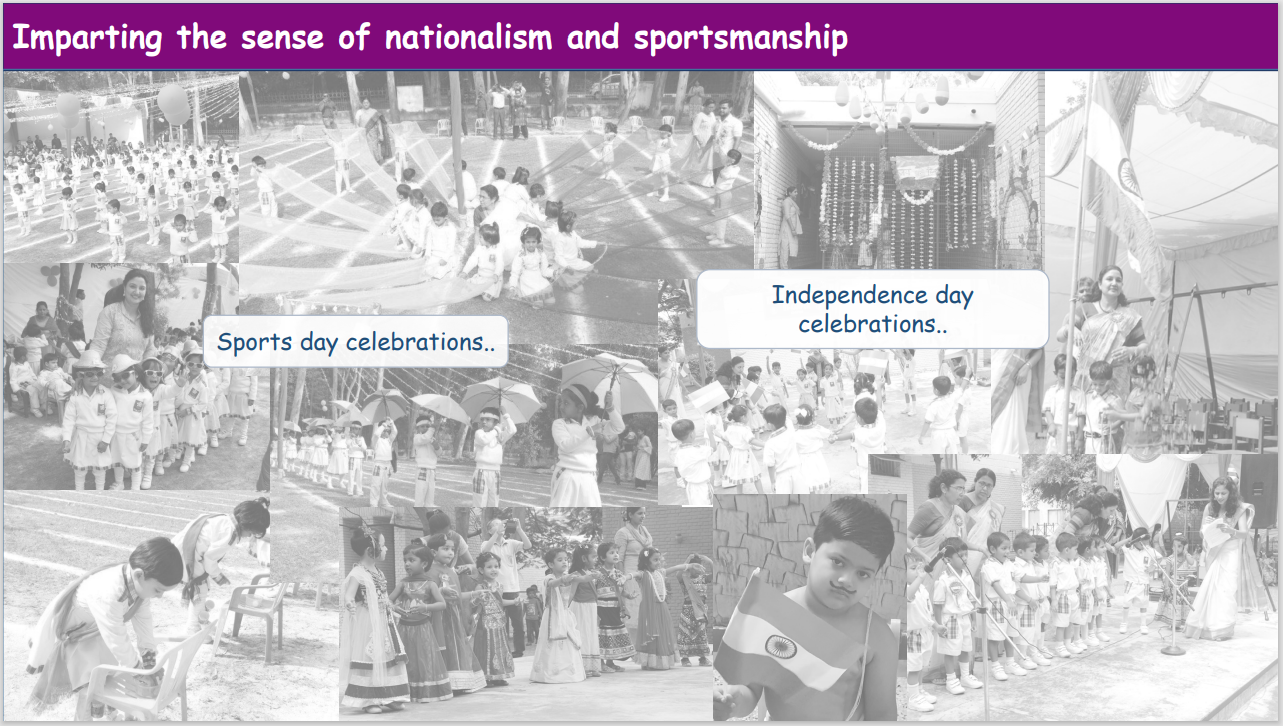 Imparting the sense of nationalism and sportsmanship
Sports day celebrations..
Independence day
celebrations..